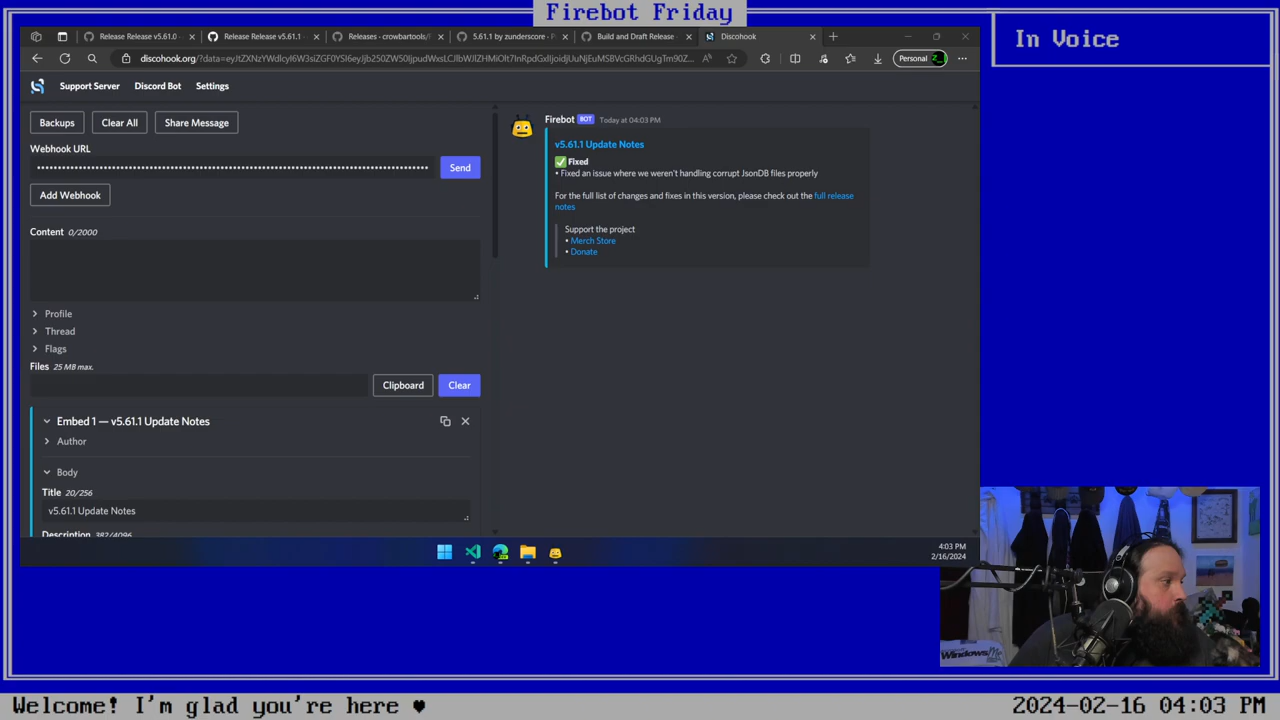 Firebot Friday
In Voice
Release Release v5.61.0
Release Release v5.61.1
Releases - crowbartools/
5.61.1 by zunderscore
Build and Draft Release
Discohook
Personal
Support Server
Discord Bot
Settings
Backups
Clear All
Share Message
Webhook URL
Send
Add Webhook
Content 0/2000
Profile
Thread
Flags
Files 25 MB max.
Clipboard
Clear
Embed 1 — v5.61.1 Update Notes
Author
Body
Title 20/256
v5.61.1 Update Notes
Description 382/4096
Firebot BOT Today at 04:03 PM
v5.61.1 Update Notes
✅ Fixed
• Fixed an issue where we weren't handling corrupt JsonDB files properly
For the full list of changes and fixes in this version, please check out the full release
notes
Support the project
• Merch Store
• Donate
4:03 PM
2/16/2024
Welcome! I'm glad you're here ♥
2024-02-16 04:03 PM